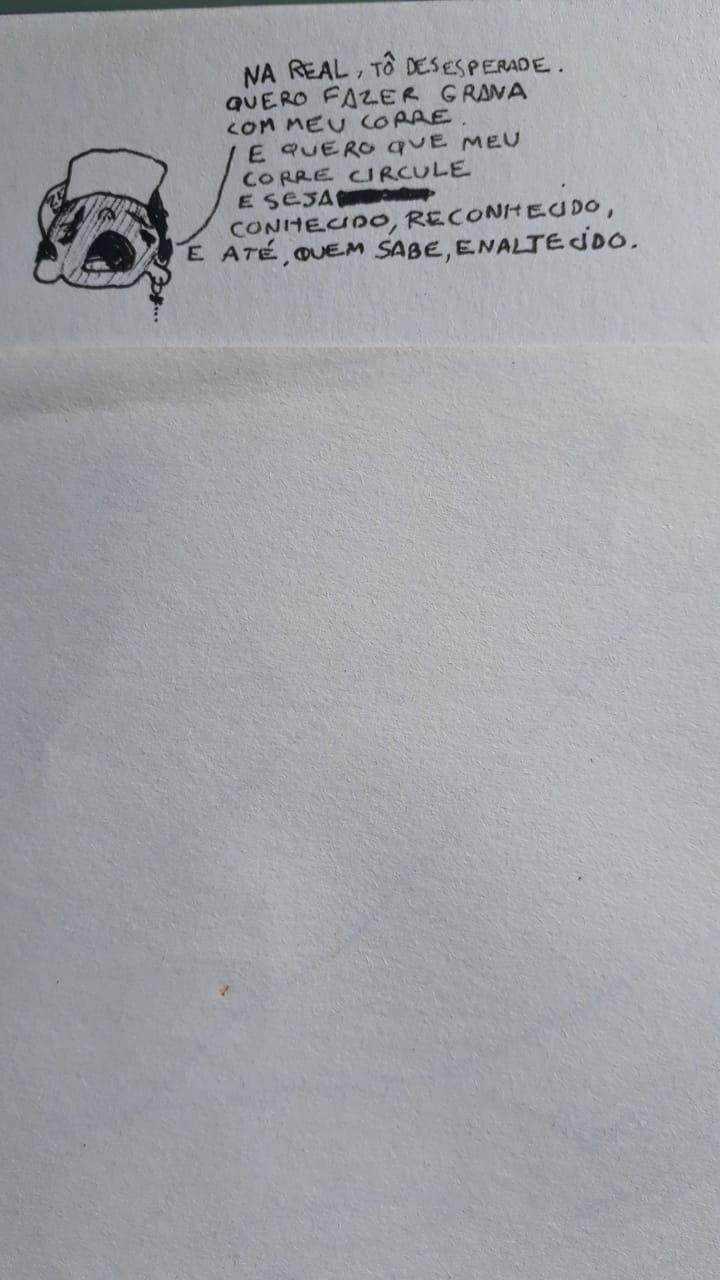 NA REAL, TÔ DESESPERADE.
QUERO FAZER GRANA
COM MEU CORRE.
E QUERO QUE MEU
CORRE CIRCULE
E SEJA
CONHECIDO, RECONHECIDO,
E ATÉ, QUEM SABE, ENALTECIDO.